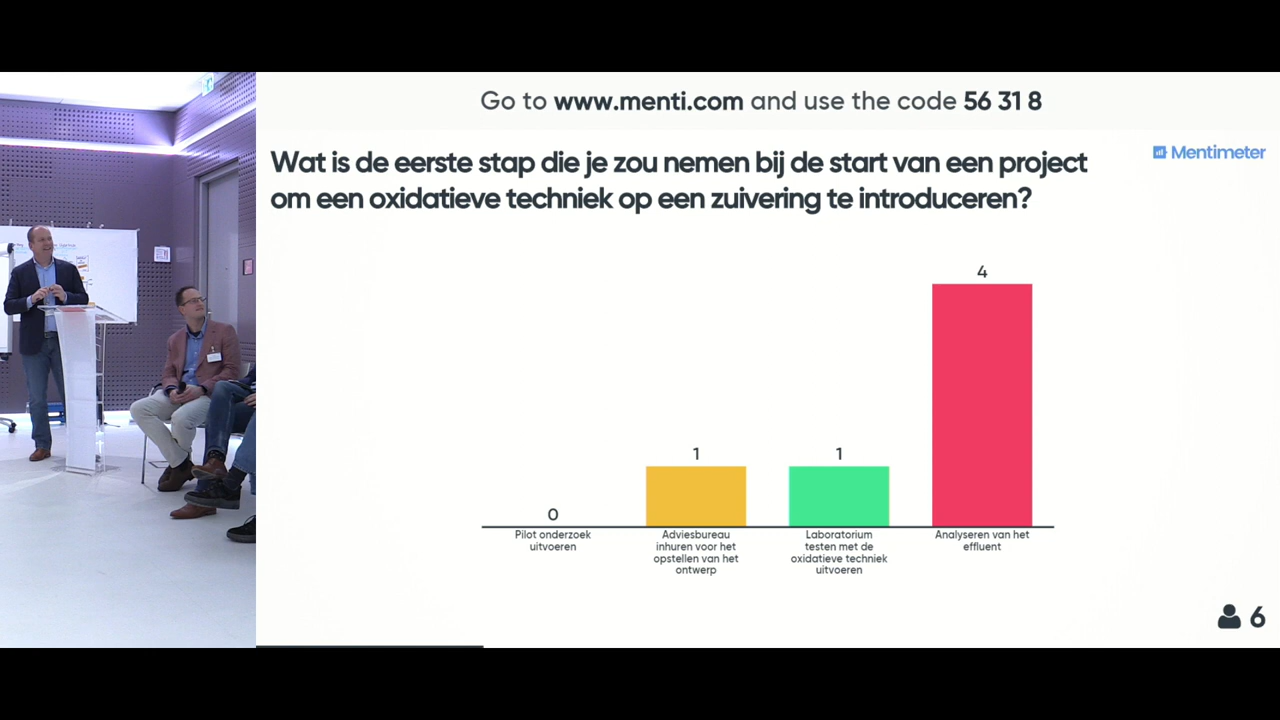 Go to www.menti.com and use the code 56 31 8
Mentimeter
Wat is de eerste stap die je zou nemen bij de start van een project
om een oxidatieve techniek op een zuivering te introduceren?
0
1
1
4
Pilot onderzoek
uitvoeren
Adviesbureau
inhuren voor het
opstellen van het
ontwerp
Laboratorium
testen met de
oxidatieve techniek
uitvoeren
Analyseren van het
effluent
6